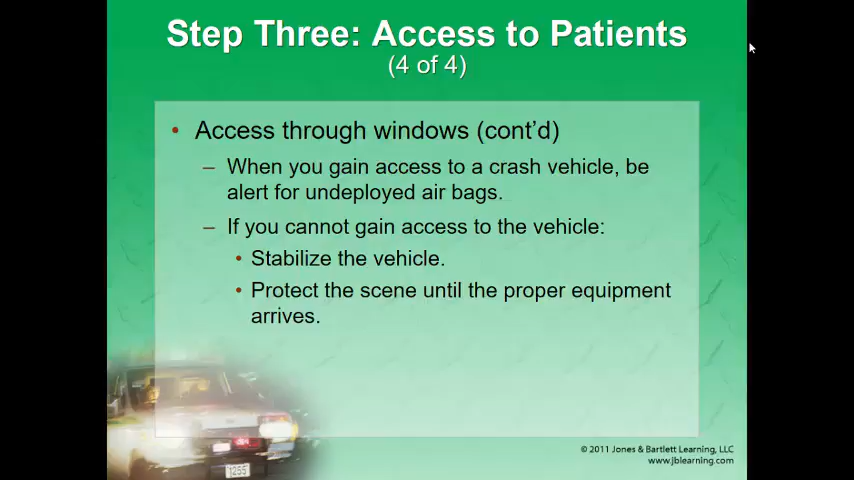 Step Three: Access to Patients
(4 of 4)
• Access through windows (cont’d)
– When you gain access to a crash vehicle, be
alert for undeployed air bags.
– If you cannot gain access to the vehicle:
• Stabilize the vehicle.
• Protect the scene until the proper equipment
arrives.
1255
© 2011 Jones & Bartlett Learning, LLC
www.jblearning.com